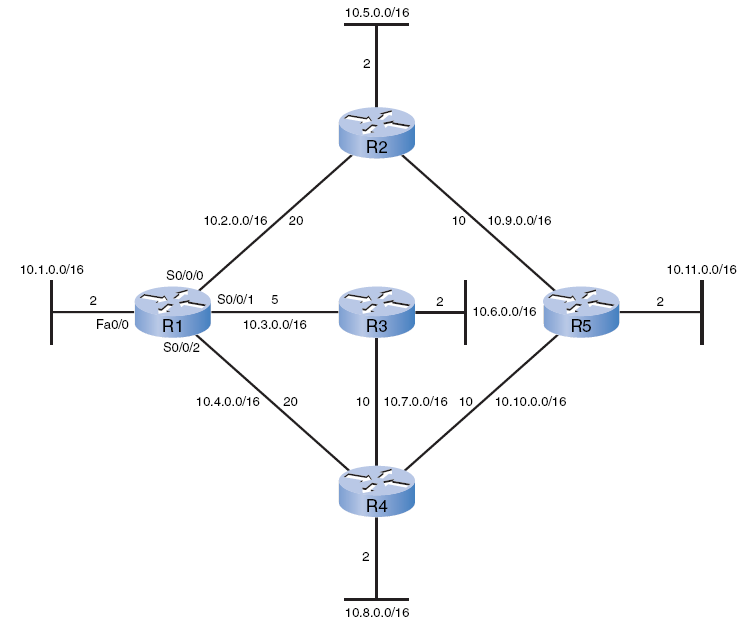 10.5.0.0/16
2
R2
10.2.0.0/16 20
10 10.9.0.0/16
10.1.0.0/16
10.11.0.0/16
S0/0/0
2
S0/0/1 5
2
10.6.0.0/16
2
Fa0/0
R1
10.3.0.0/16
R3
R5
S0/0/2
10.4.0.0/16 20
10 10.7.0.0/16
10 10.10.0.0/16
R4
2
10.8.0.0/16